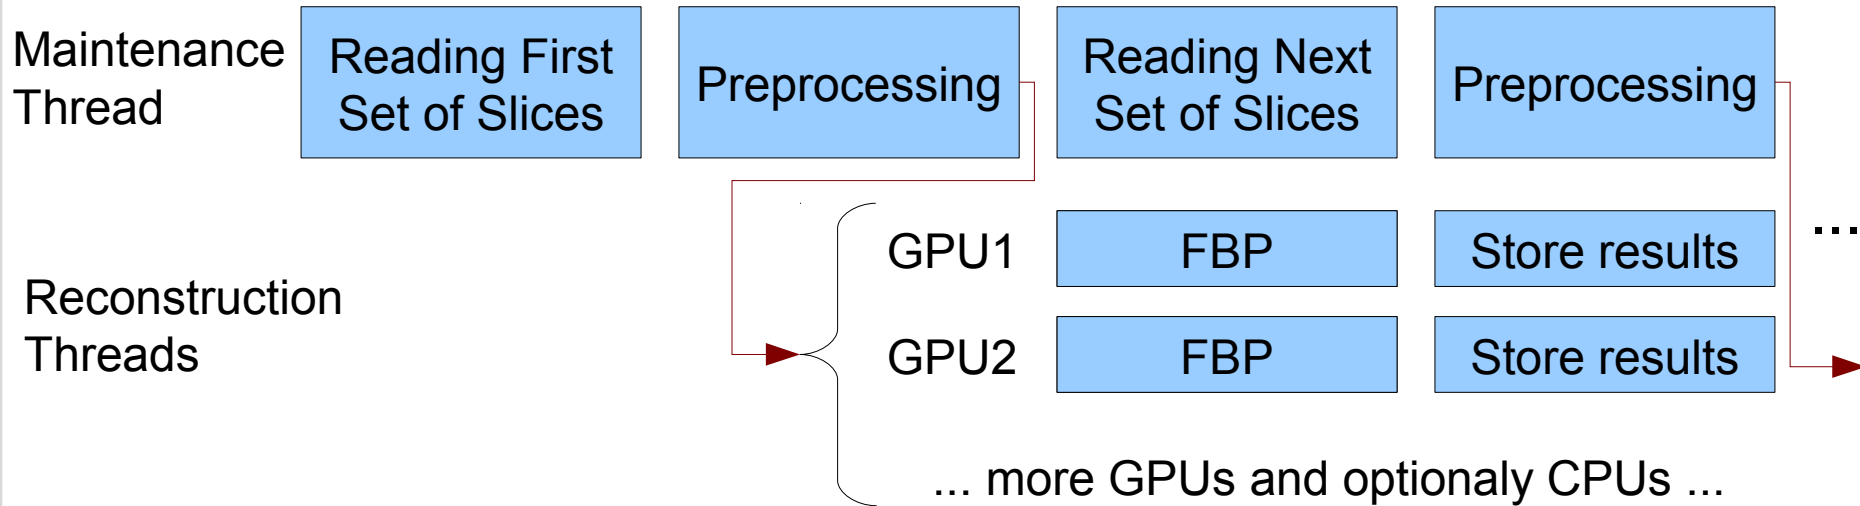 Maintenance
Thread
Reading First
Set of Slices
Preprocessing
Reading Next
Set of Slices
Preprocessing
Reconstruction
Threads
GPU1
FBP
Store results
...
GPU2
FBP
Store results
... more GPUs and optionaly CPUs ...